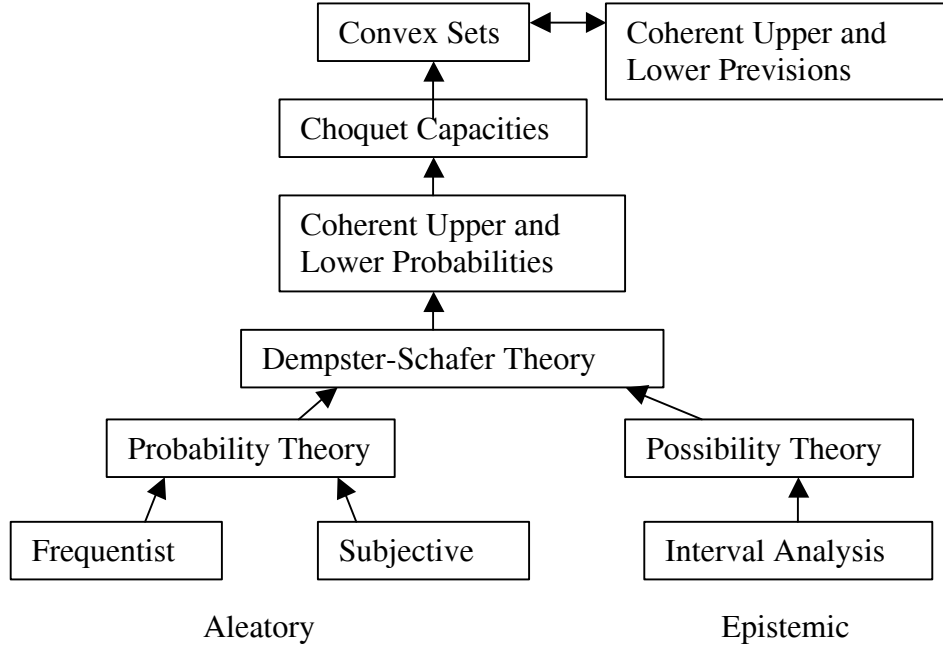 Convex Sets
Coherent Upper and
Lower Previsions
Choquet Capacities
Coherent Upper and
Lower Probabilities
Dempster-Schafer Theory
Probability Theory
Possibility Theory
Frequentist
Subjective
Interval Analysis
Aleatory
Epistemic